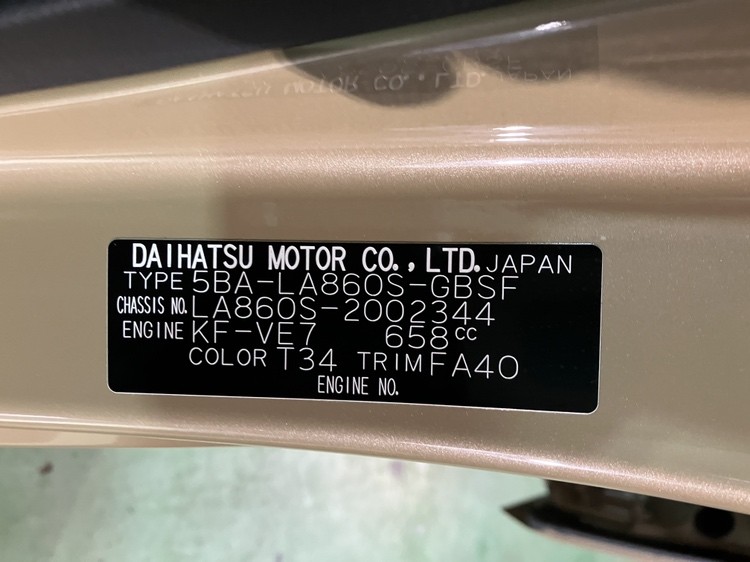 DAIHATSU MOTOR CO., LTD. JAPAN
TYPE 5BA-LA860S-GBSF
CHASSIS NO. LA860S-2002344
ENGINE KF-VE7 658cc
COLOR T34 TRIM FA40
ENGINE NO.